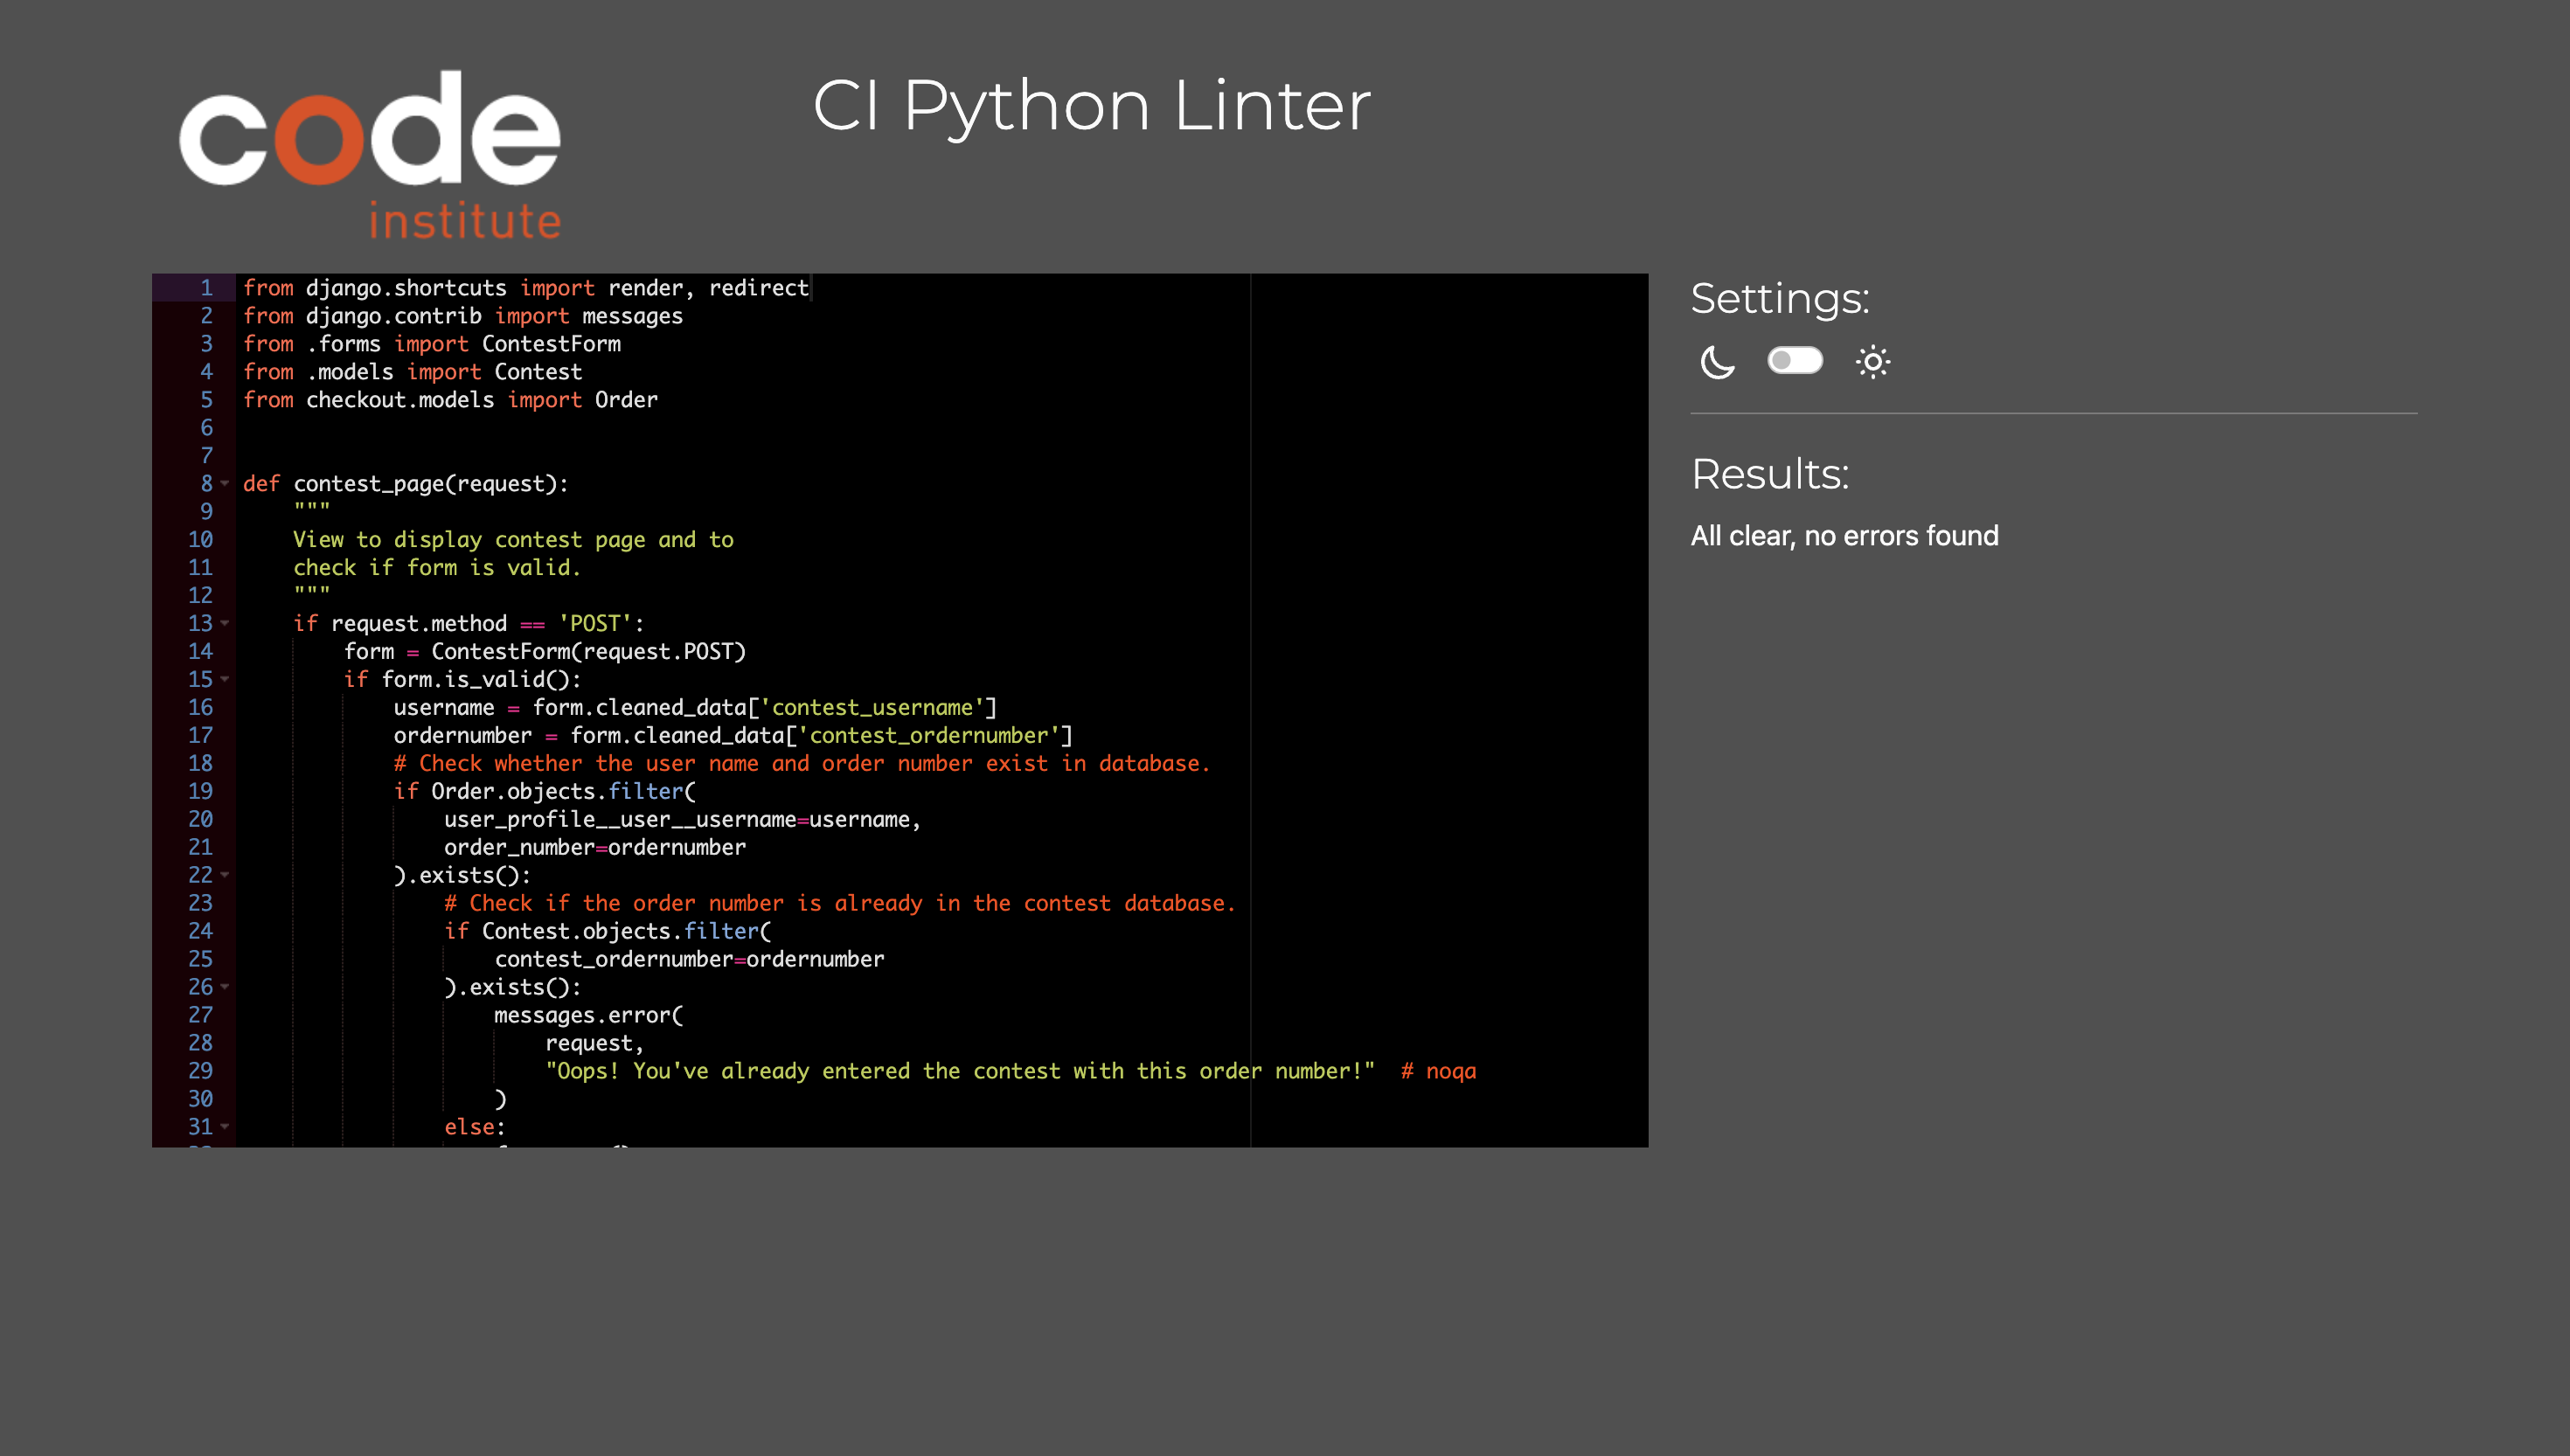 code
institute
CI Python Linter
1 from django.shortcuts import render, redirect
2 from django.contrib import messages
3 from .forms import ContestForm
4 from .models import Contest
5 from checkout.models import Order
6
7
8 def contest_page(request):
9     """
10     View to display contest page and to
11     check if form is valid.
12     """
13     if request.method == 'POST':
14         form = ContestForm(request.POST)
15         if form.is_valid():
16             username = form.cleaned_data['contest_username']
17             ordernumber = form.cleaned_data['contest_ordernumber']
18             # Check whether the user name and order number exist in database.
19             if Order.objects.filter(
20                 user_profile__user__username=username,
21                 order_number=ordernumber
22             ).exists():
23                 # Check if the order number is already in the contest database.
24                 if Contest.objects.filter(
25                     contest_ordernumber=ordernumber
26                 ).exists():
27                     messages.error(
28                         request,
29                         "Oops! You've already entered the contest with this order number!"  # noqa
30                     )
31                 else:
Settings:
Results:
All clear, no errors found